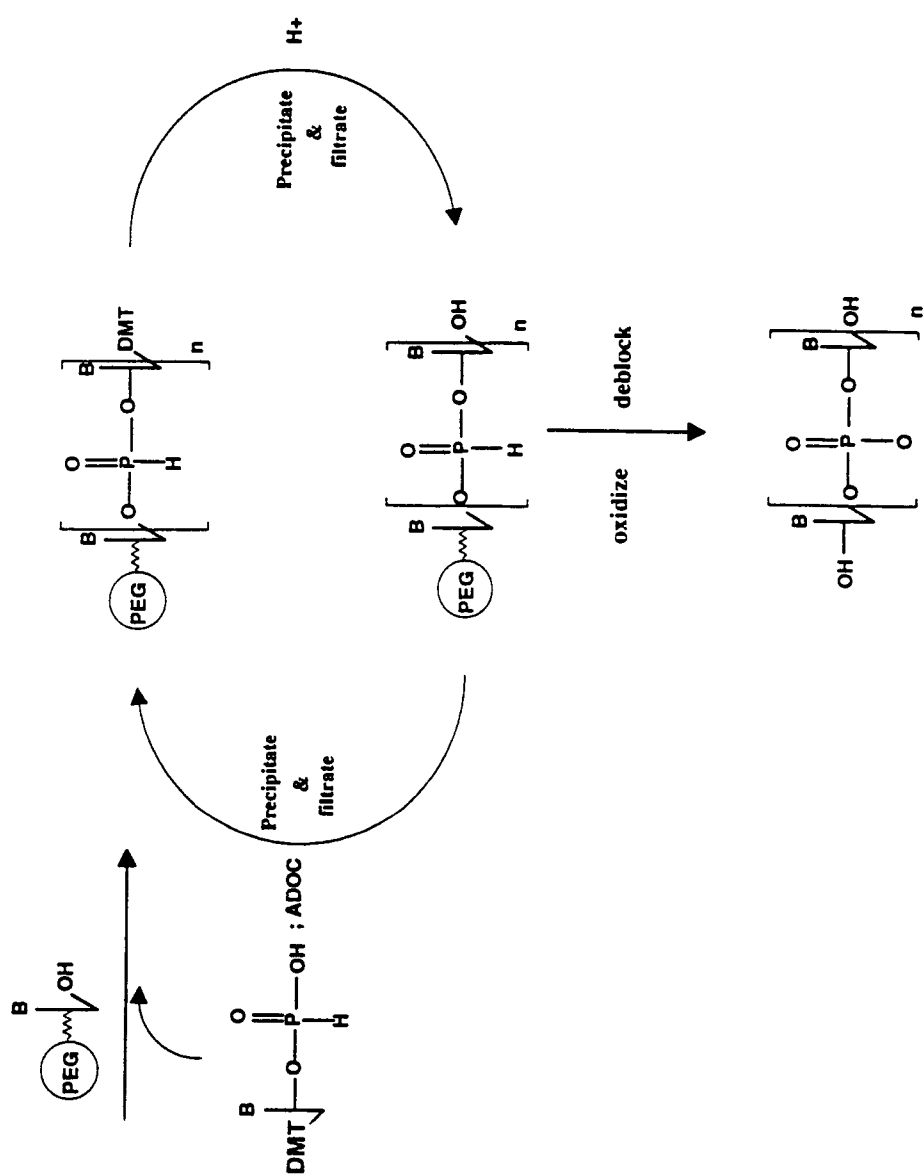 B
PEG
OH
B
DMT
O
O
P
H
OH ; ADOC
Precipitate
&
filtrate
PEG
B
O
O
P
H
O
B
DMT
n
Precipitate
&
filtrate
H+
PEG
B
O
O
P
H
O
B
OH
n
oxidize
deblock
OH
B
O
O
P
O
O
B
OH
n